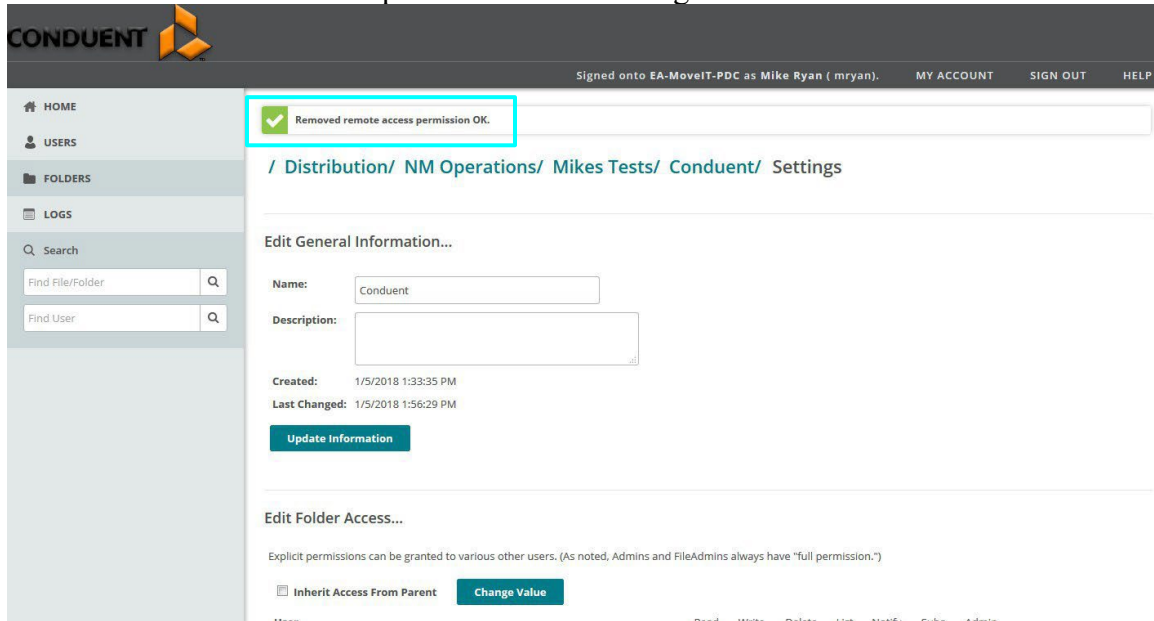 CONDUENT
Signed onto EA-MoveIT-PDC as Mike Ryan ( mryan). MY ACCOUNT SIGN OUT HELP
HOME
USERS
FOLDERS
LOGS
Search
Find File/Folder
Find User
Removed remote access permission OK.
/ Distribution/ NM Operations/ Mikes Tests/ Conduent/ Settings
Edit General Information...
Name: Conduent
Description:
Created: 1/5/2018 1:33:35 PM
Last Changed: 1/5/2018 1:56:29 PM
Update Information
Edit Folder Access...
Explicit permissions can be granted to various other users. (As noted, Admins and FileAdmins always have "full permission.")
Inherit Access From Parent Change Value